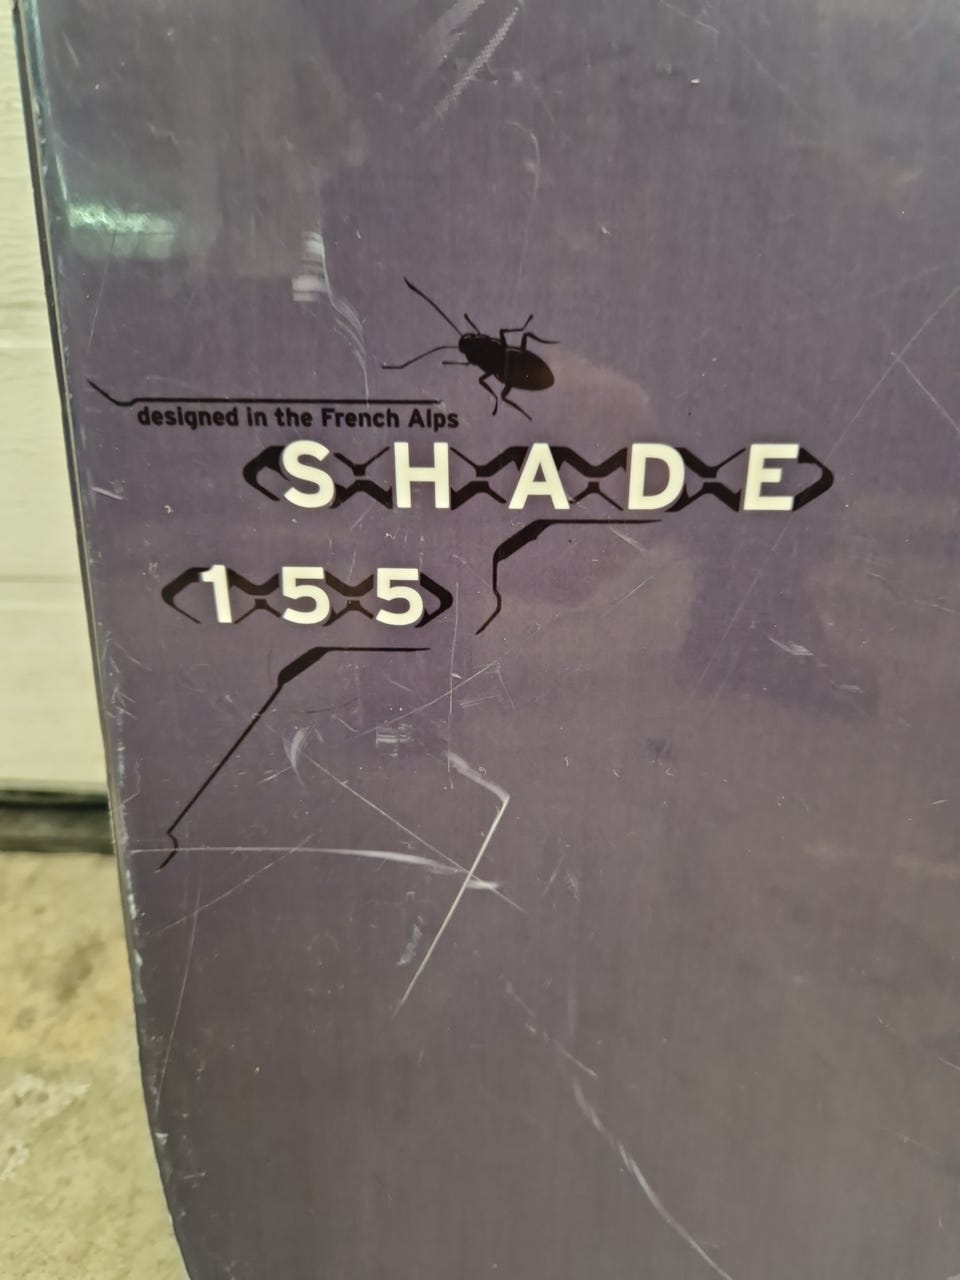 designed in the French Alps
SHADE
155